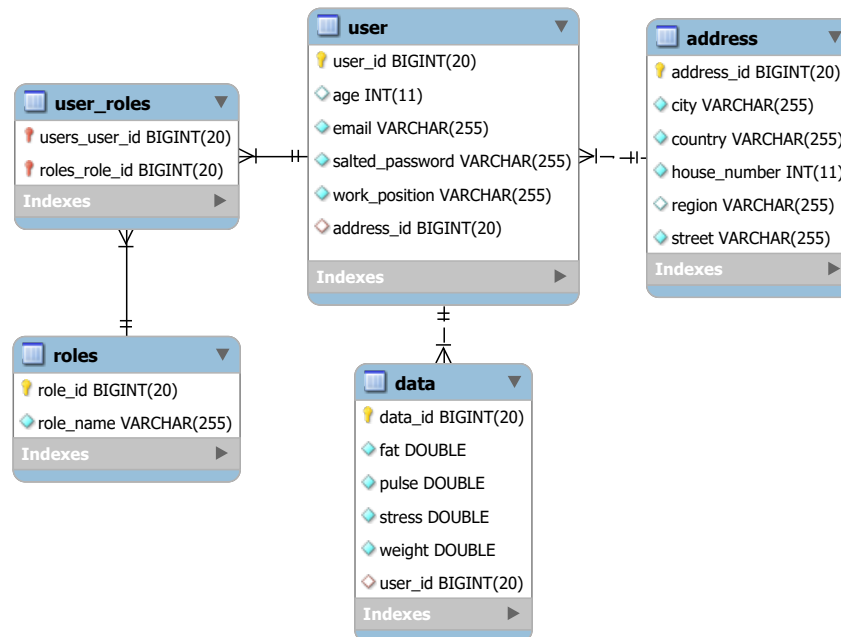 user
user_id BIGINT(20)
age INT(11)
email VARCHAR(255)
salted_password VARCHAR(255)
work_position VARCHAR(255)
address_id BIGINT(20)
Indexes
address
address_id BIGINT(20)
city VARCHAR(255)
country VARCHAR(255)
house_number INT(11)
region VARCHAR(255)
street VARCHAR(255)
Indexes
user_roles
users_user_id BIGINT(20)
roles_role_id BIGINT(20)
Indexes
roles
role_id BIGINT(20)
role_name VARCHAR(255)
Indexes
data
data_id BIGINT(20)
fat DOUBLE
pulse DOUBLE
stress DOUBLE
weight DOUBLE
user_id BIGINT(20)
Indexes